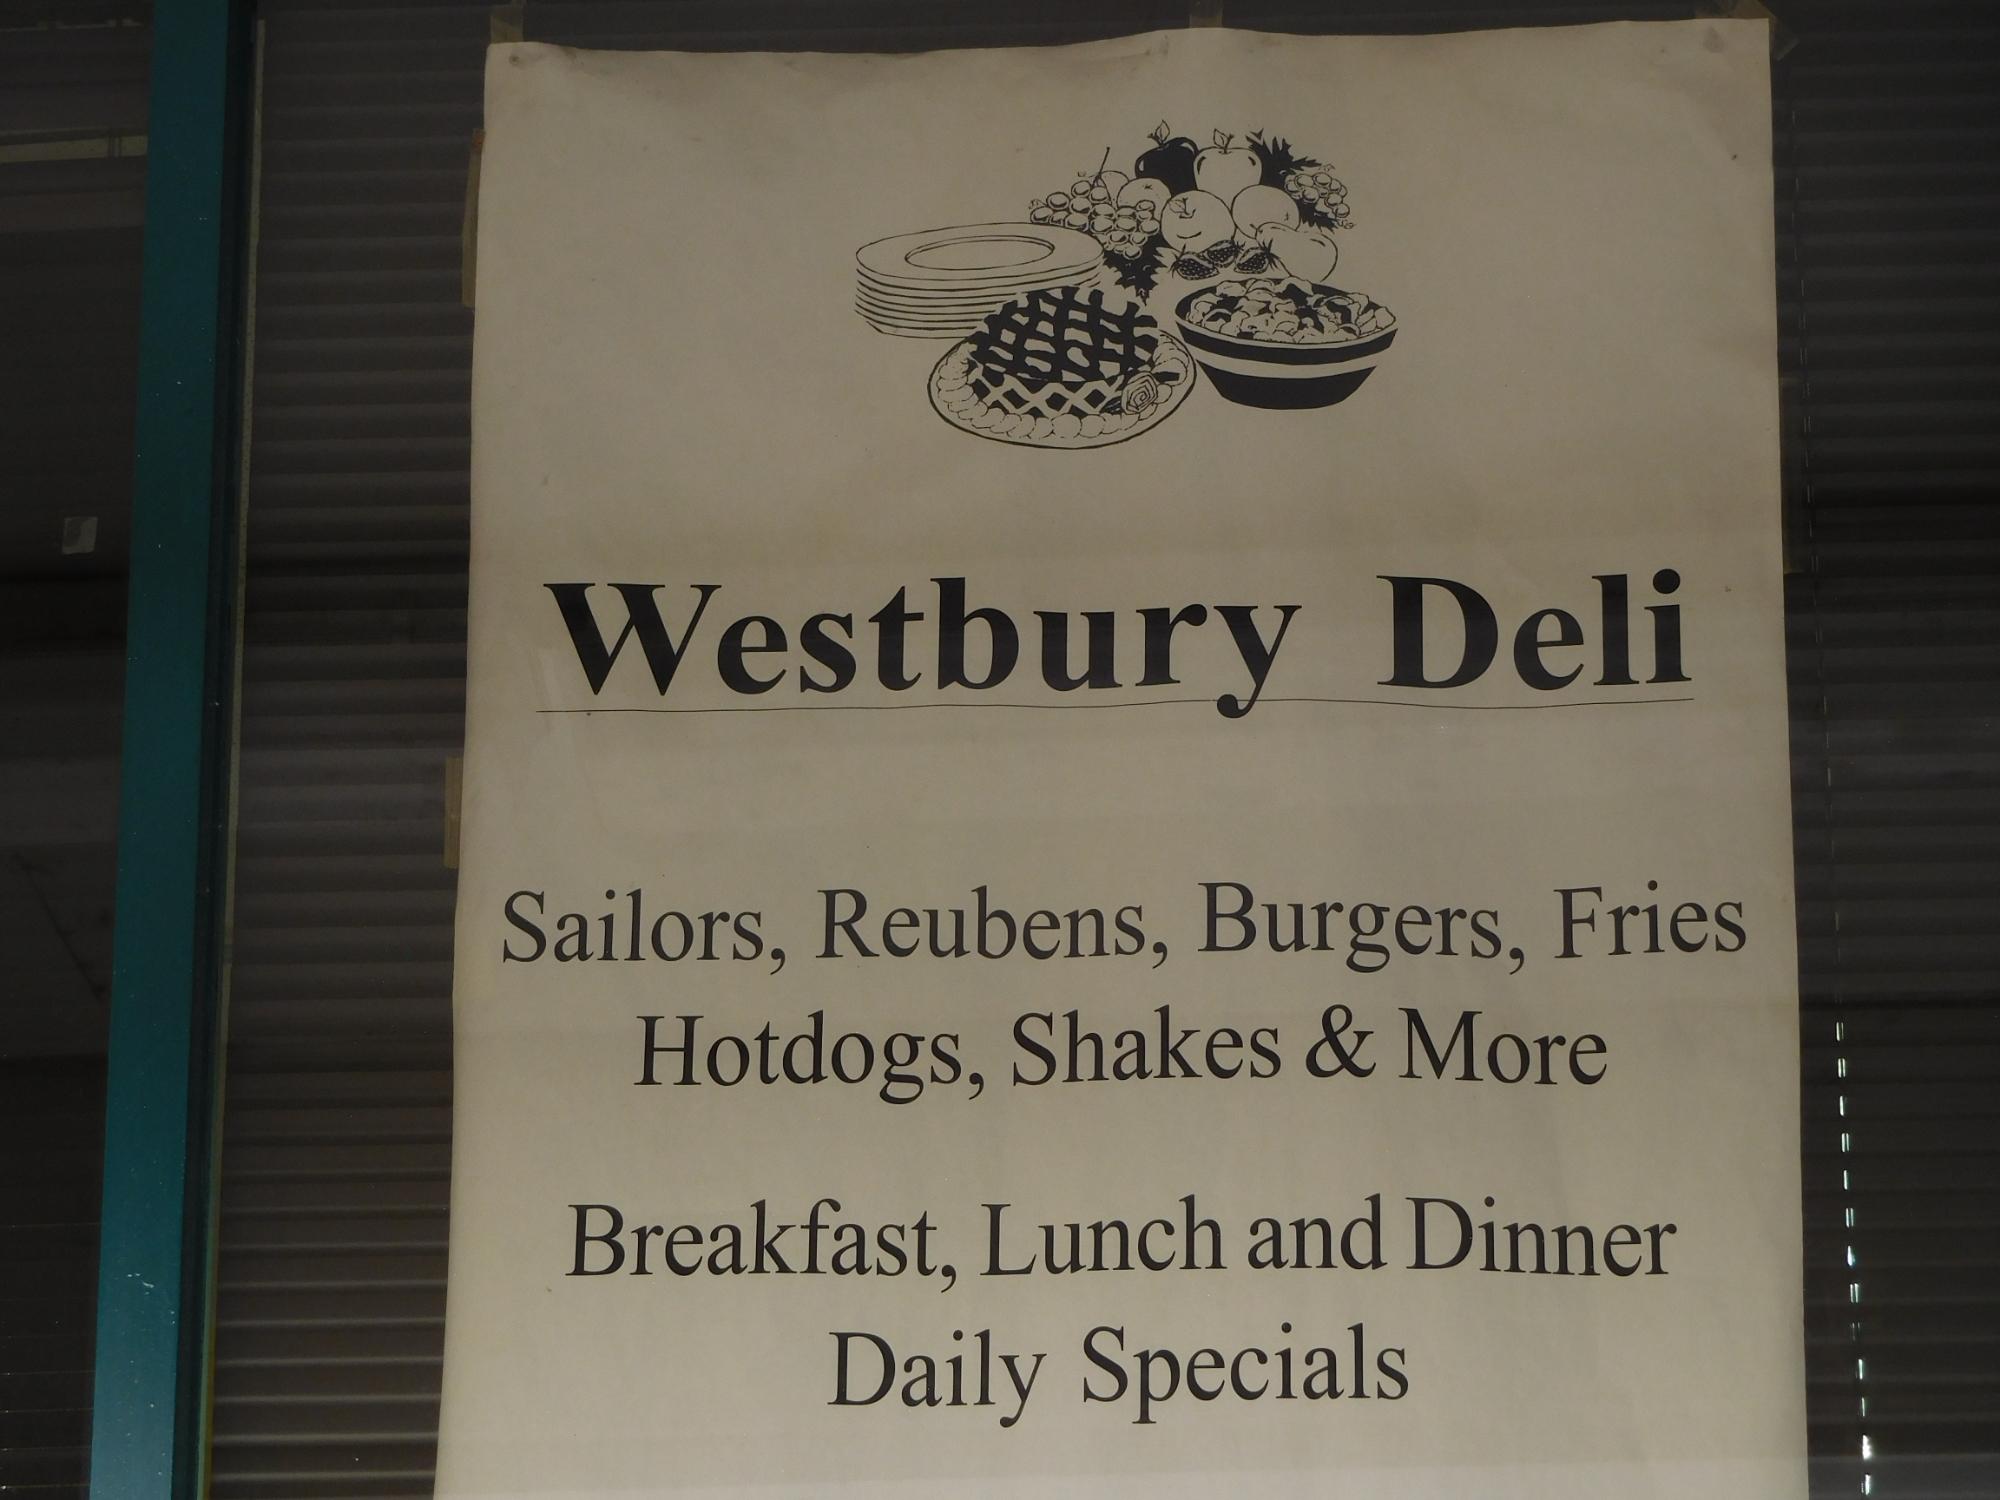 Westbury Deli
Sailors, Reubens, Burgers, Fries
Hotdogs, Shakes & More
Breakfast, Lunch and Dinner
Daily Specials